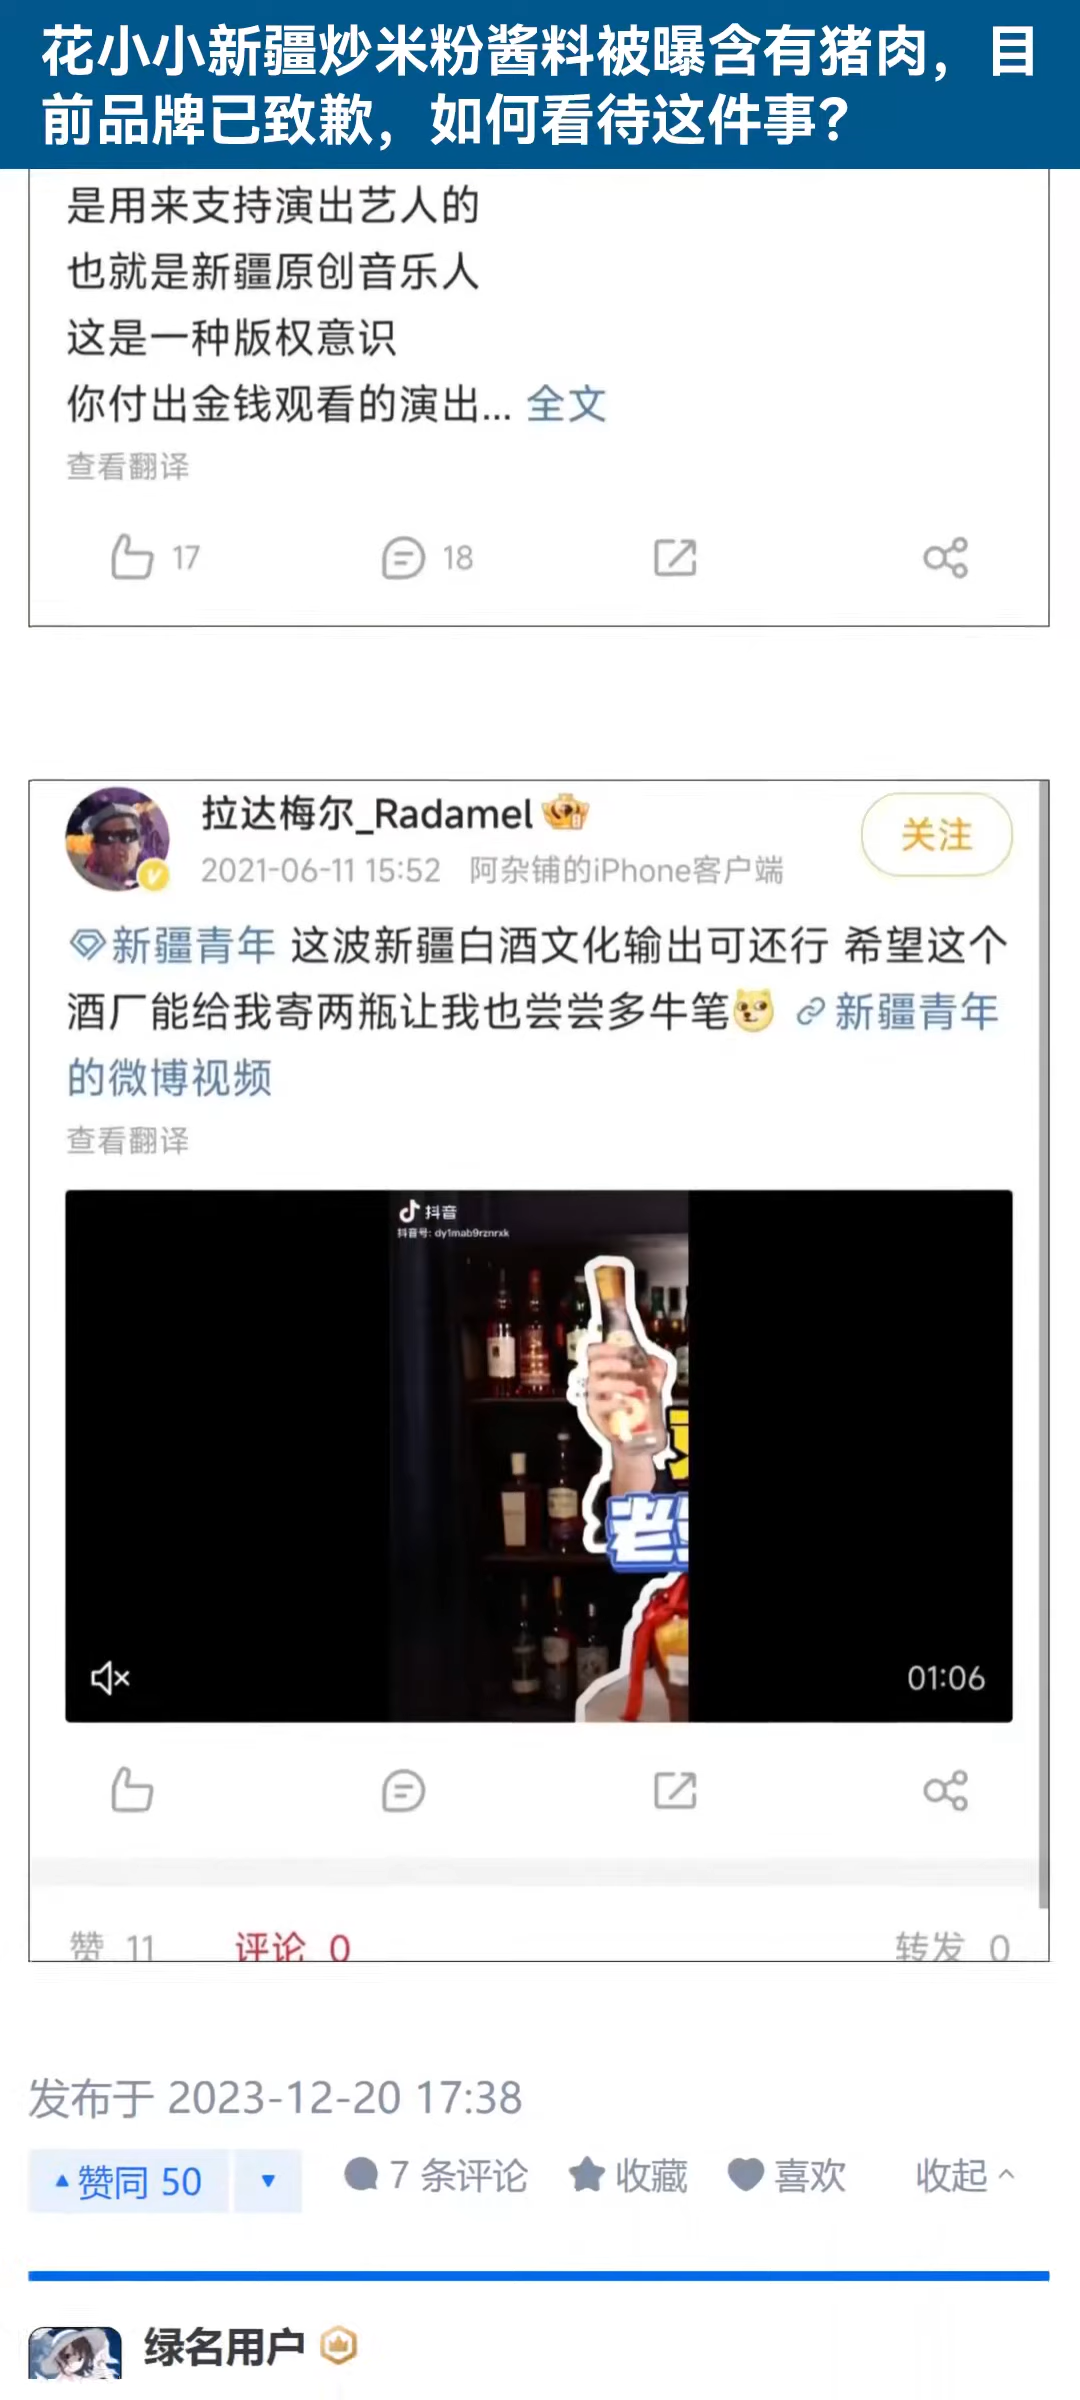 花小小新疆炒米粉酱料被曝含有猪肉，目
前品牌已致歉，如何看待这件事？
是用来支持演出艺人的
也就是新疆原创音乐人
这是一种版权意识
你付出金钱观看的演出... 全文
查看翻译
17 18
拉达梅尔_Radamel
关注
2021-06-11 15:52 阿杂铺的iPhone客户端
新疆青年 这波新疆白酒文化输出可还行 希望这个
酒厂能给我寄两瓶让我也尝尝多牛笔 新疆青年
的微博视频
查看翻译
抖音
抖音号: dy1mab9rznrxk
老
01:06
赞 11 评论 0 转发 0
发布于 2023-12-20 17:38
赞同 50 7 条评论 收藏 喜欢 收起
绿名用户